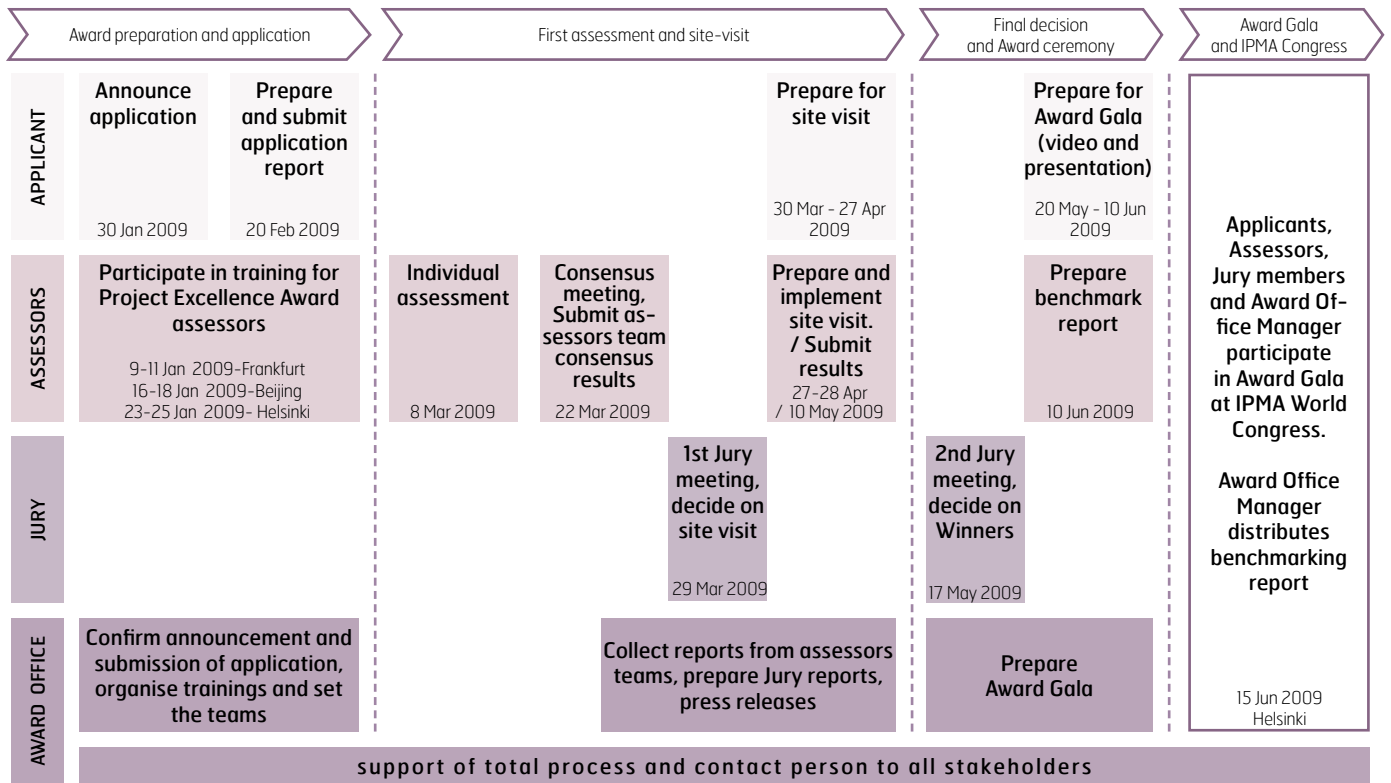 Award preparation and application
First assessment and site-visit
Final decision
and Award ceremony
Award Gala
and IPMA Congress
APPLICANT
Announce
application
30 Jan 2009
Prepare
and submit
application
report
20 Feb 2009
Prepare for
site visit
30 Mar - 27 Apr
2009
Prepare for
Award Gala
(video and
presentation)
20 May - 10 Jun
2009
ASSESSORS
Participate in training for
Project Excellence Award
assessors
9-11 Jan 2009-Frankfurt
16-18 Jan 2009-Beijing
23-25 Jan 2009- Helsinki
Individual
assessment
8 Mar 2009
Consensus
meeting,
Submit as-
sessors team
consensus
results
22 Mar 2009
Prepare and
implement
site visit.
/ Submit
results
27-28 Apr
/ 10 May 2009
Prepare
benchmark
report
10 Jun 2009
JURY
1st Jury
meeting,
decide on
site visit
29 Mar 2009
2nd Jury
meeting,
decide on
Winners
17 May 2009
AWARD OFFICE
Confirm announcement and
submission of application,
organise trainings and set
the teams
Collect reports from assessors
teams, prepare Jury reports,
press releases
Prepare
Award Gala
support of total process and contact person to all stakeholders
Applicants,
Assessors,
Jury members
and Award Of-
fice Manager
participate
in Award Gala
at IPMA World
Congress.
Award Office
Manager
distributes
benchmarking
report
15 Jun 2009
Helsinki